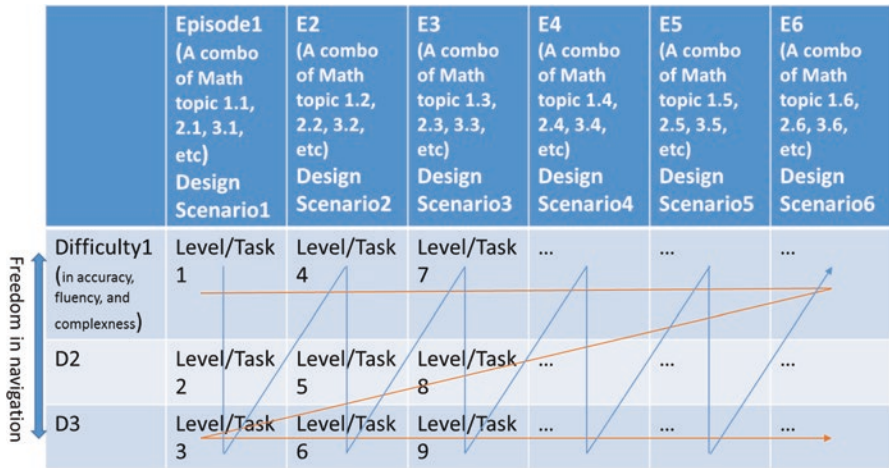 Episode1
(A combo
of Math
topic 1.1,
2.1, 3.1,
etc)
Design
Scenario1
E2
(A combo
of Math
topic 1.2,
2.2, 3.2,
etc)
Design
Scenario2
E3
(A combo
of Math
topic 1.3,
2.3, 3.3,
etc)
Design
Scenario3
E4
(A combo
of Math
topic 1.4,
2.4, 3.4,
etc)
Design
Scenario4
E5
(A combo
of Math
topic 1.5,
2.5, 3.5,
etc)
Design
Scenario5
E6
(A combo
of Math
topic 1.6,
2.6, 3.6,
etc)
Design
Scenario6
Freedom in navigation
Difficulty1
(in accuracy,
fluency, and
complexness)
Level/Task
1
Level/Task
4
Level/Task
7
...
...
...
D2
Level/Task
2
Level/Task
5
Level/Task
8
...
...
...
D3
Level/Task
3
Level/Task
6
Level/Task
9
...
...
...